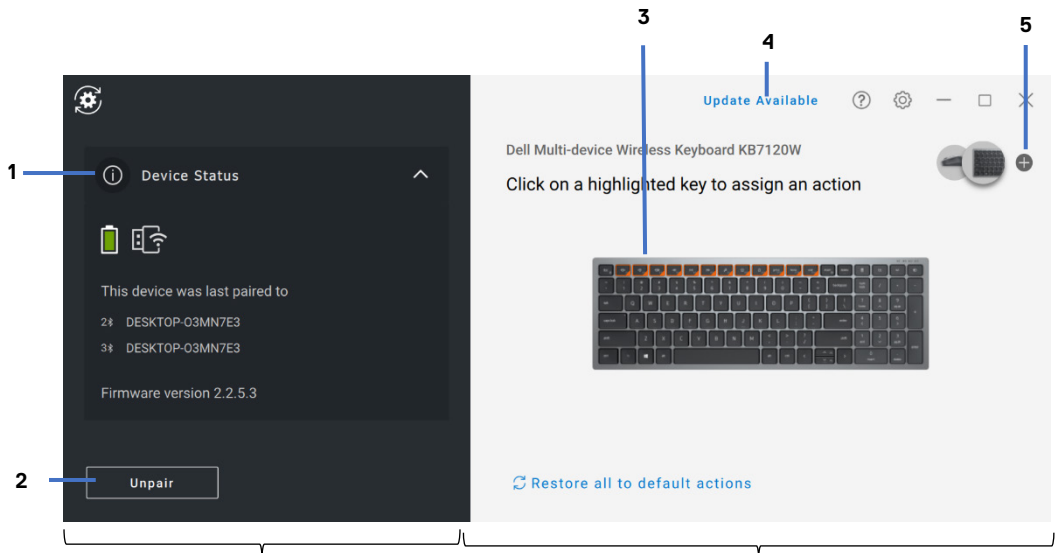 3
4
5
Update Available
1
Device Status
Dell Multi-device Wireless Keyboard KB7120W
Click on a highlighted key to assign an action
This device was last paired to
2 DESKTOP-O3MN7E3
3 DESKTOP-O3MN7E3
Firmware version 2.2.5.3
2
Unpair
Restore all to default actions